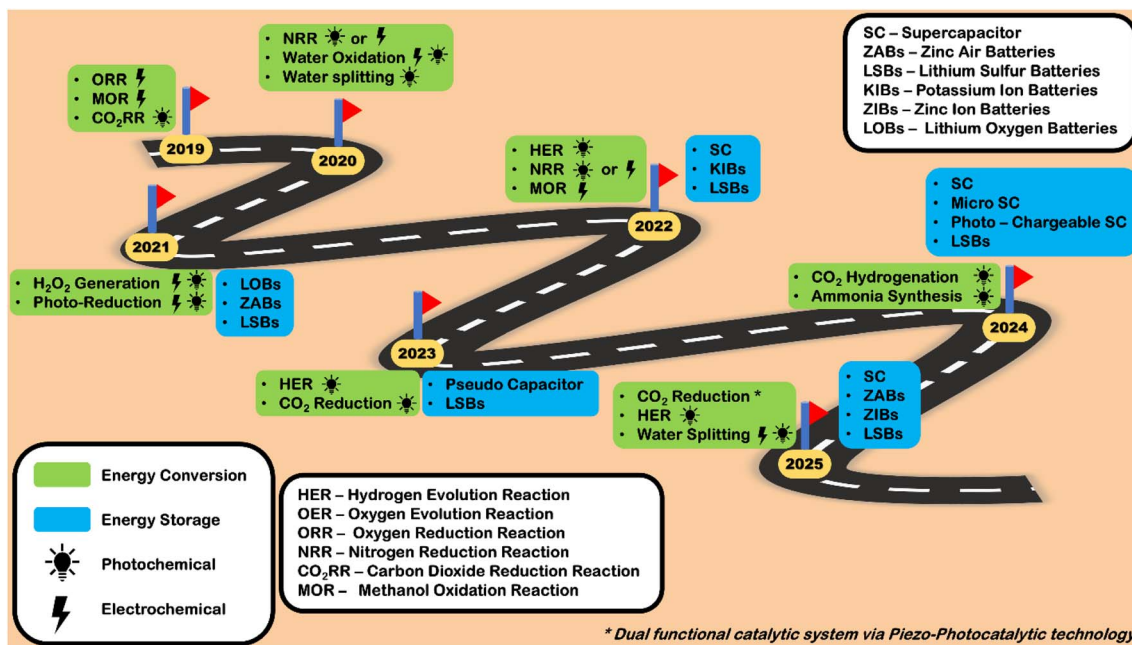 • NRR or
• Water Oxidation
• Water splitting
• ORR
• MOR
• CO₂RR
SC – Supercapacitor
ZABs – Zinc Air Batteries
LSBs – Lithium Sulfur Batteries
KIBs – Potassium Ion Batteries
ZIBs – Zinc Ion Batteries
LOBs – Lithium Oxygen Batteries
2019
2020
• HER
• NRR or
• MOR
• SC
• KIBs
• LSBs
• SC
• Micro SC
• Photo – Chargeable SC
• LSBs
2021
2022
• H₂O₂ Generation
• Photo-Reduction
• LOBs
• ZABs
• LSBs
• CO₂ Hydrogenation
• Ammonia Synthesis
2023
2024
• HER
• CO₂ Reduction
• Pseudo Capacitor
• LSBs
• CO₂ Reduction *
• HER
• Water Splitting
• SC
• ZABs
• ZIBs
• LSBs
2025
Energy Conversion
Energy Storage
Photochemical
Electrochemical
HER – Hydrogen Evolution Reaction
OER – Oxygen Evolution Reaction
ORR – Oxygen Reduction Reaction
NRR – Nitrogen Reduction Reaction
CO₂RR – Carbon Dioxide Reduction Reaction
MOR – Methanol Oxidation Reaction
* Dual functional catalytic system via Piezo-Photocatalytic technology